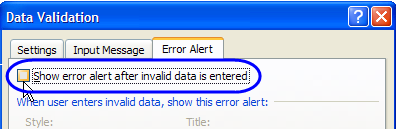 Data Validation
Settings Input Message Error Alert
Show error alert after invalid data is entered
When user enters invalid data, show this error alert:
Style: Title: